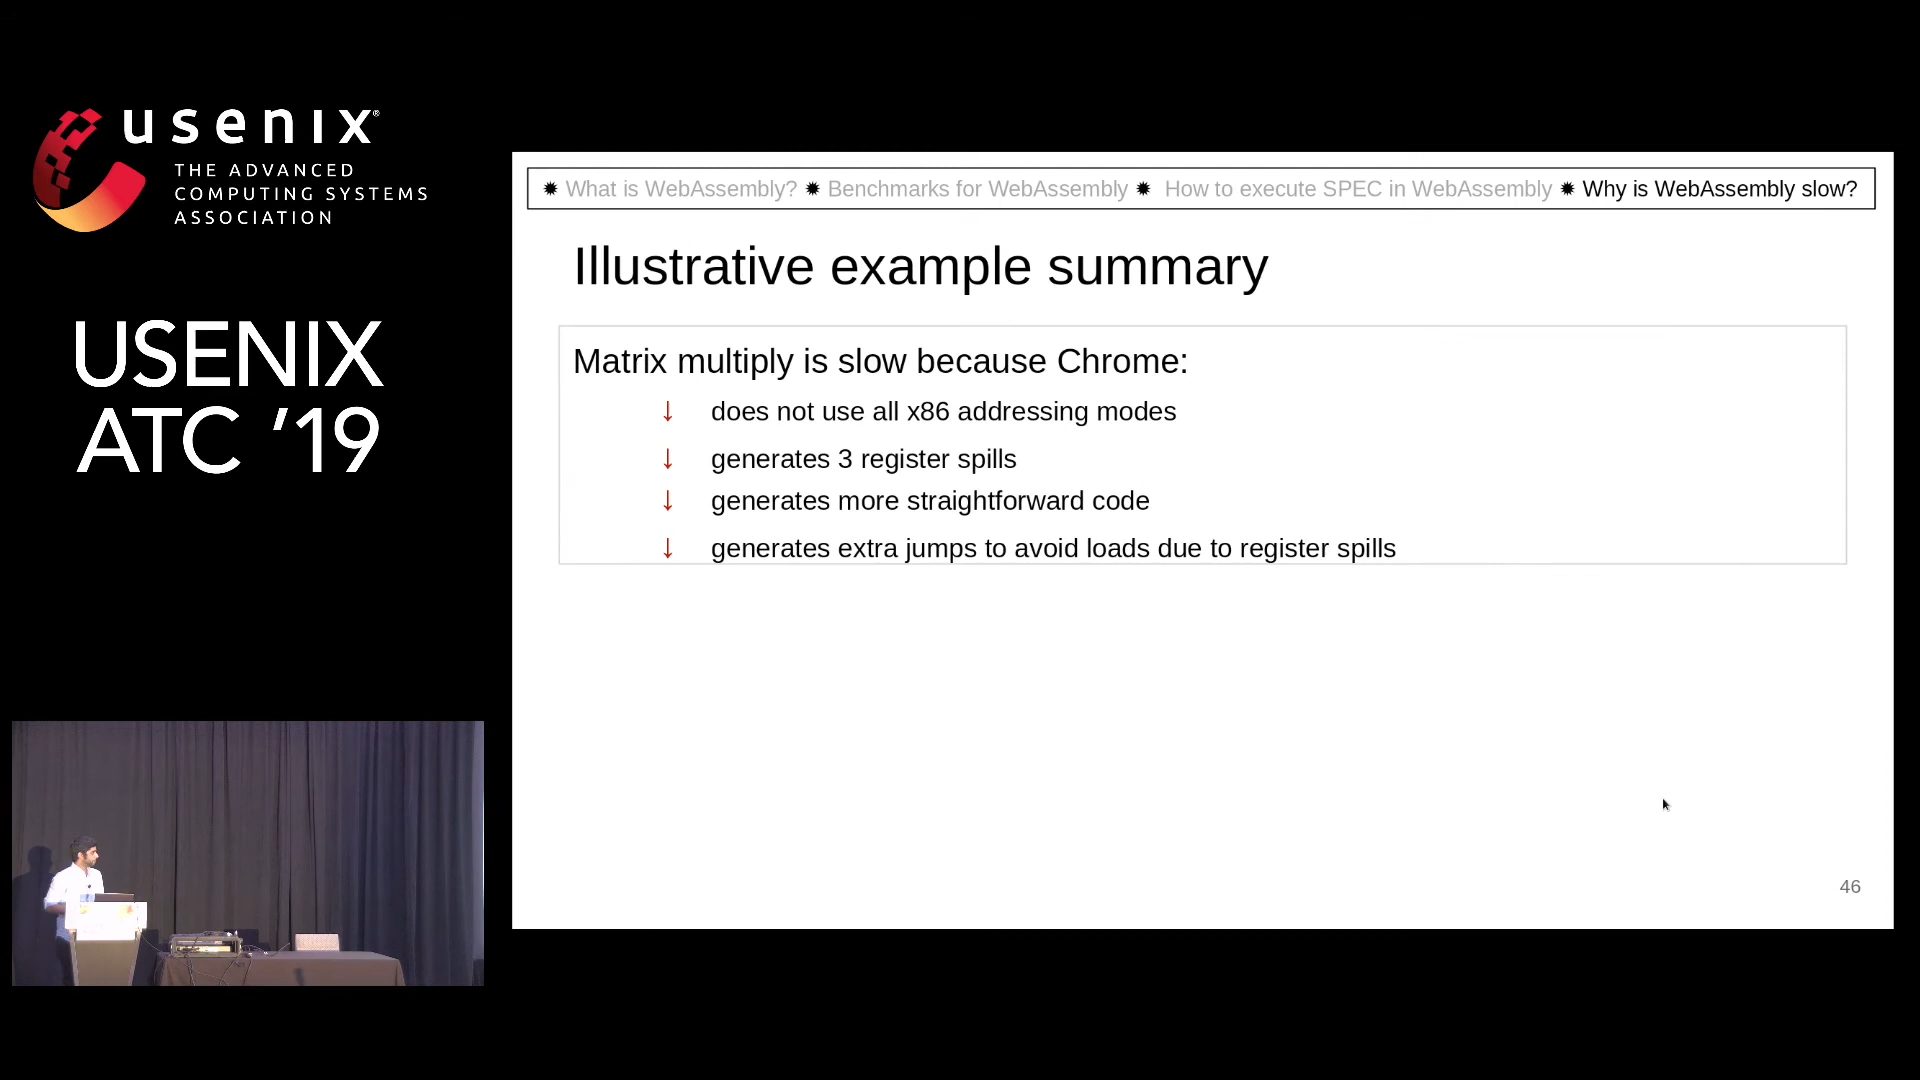 usenix®
THE ADVANCED
COMPUTING SYSTEMS
ASSOCIATION
USENIX
ATC ’19
✹ What is WebAssembly? ✹ Benchmarks for WebAssembly ✹ How to execute SPEC in WebAssembly ✹ Why is WebAssembly slow?
Illustrative example summary
Matrix multiply is slow because Chrome:
↓ does not use all x86 addressing modes
↓ generates 3 register spills
↓ generates more straightforward code
↓ generates extra jumps to avoid loads due to register spills
46